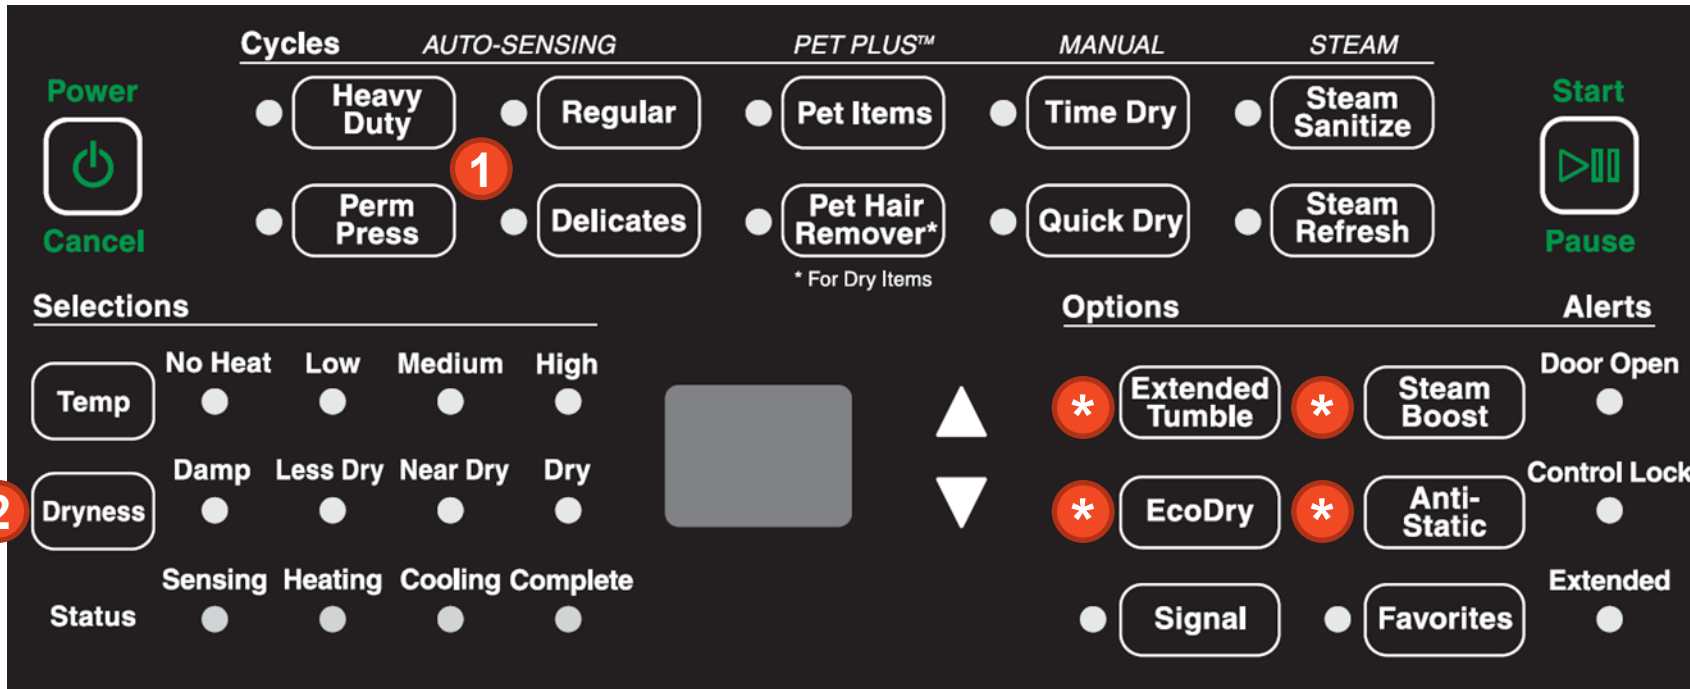 Cycles AUTO-SENSING PET PLUS™ MANUAL STEAM
Power
Heavy
Duty
Regular
Pet Items
Time Dry
Steam
Sanitize
Start
1
Cancel
Perm
Press
Delicates
Pet Hair
Remover*
Quick Dry
Steam
Refresh
Pause
* For Dry Items
Selections
Options
Alerts
Temp
No Heat Low Medium High
*
Extended
Tumble
*
Steam
Boost
Door Open
2
Dryness
Damp Less Dry Near Dry Dry
*
EcoDry
*
Anti-
Static
Control Lock
Status
Sensing Heating Cooling Complete
Signal
Favorites
Extended